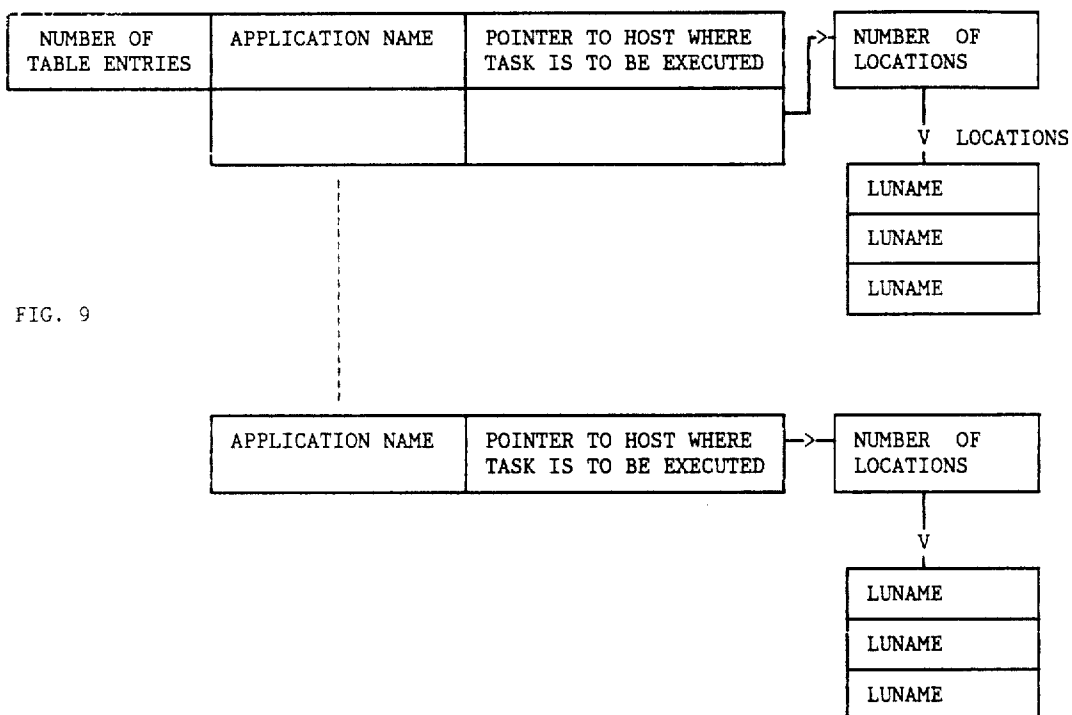 NUMBER OF
TABLE ENTRIES
APPLICATION NAME
POINTER TO HOST WHERE
TASK IS TO BE EXECUTED
>
NUMBER OF
LOCATIONS
V LOCATIONS
LUNAME
LUNAME
LUNAME
FIG. 9
APPLICATION NAME
POINTER TO HOST WHERE
TASK IS TO BE EXECUTED
>
NUMBER OF
LOCATIONS
V
LUNAME
LUNAME
LUNAME